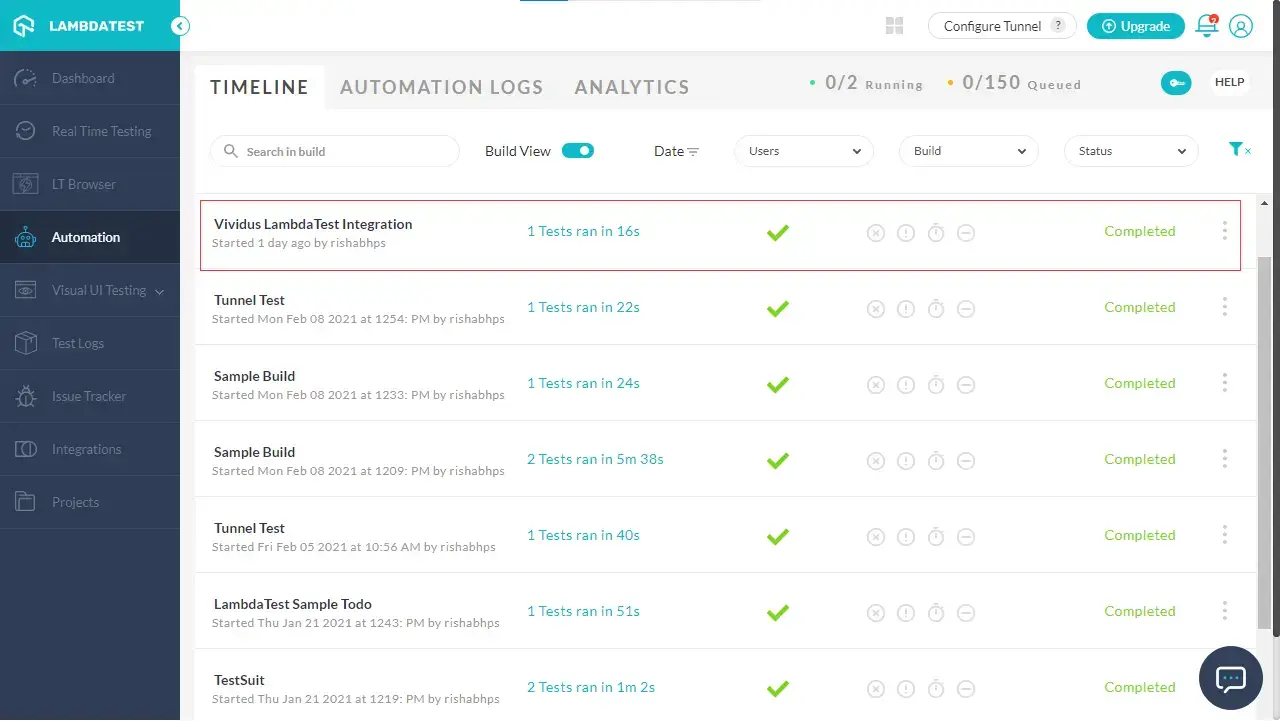 LAMBDATEST
Configure Tunnel ?
Upgrade
Dashboard
Real Time Testing
LT Browser
Automation
Visual UI Testing
Test Logs
Issue Tracker
Integrations
Projects
TIMELINE AUTOMATION LOGS ANALYTICS
0/2 Running 0/150 Queued
HELP
Search in build
Build View
Date
Users
Build
Status
Vividus LambdaTest Integration
Started 1 day ago by rishabhps
1 Tests ran in 16s
Completed
Tunnel Test
Started Mon Feb 08 2021 at 1254: PM by rishabhps
1 Tests ran in 22s
Completed
Sample Build
Started Mon Feb 08 2021 at 1233: PM by rishabhps
1 Tests ran in 24s
Completed
Sample Build
Started Mon Feb 08 2021 at 1209: PM by rishabhps
2 Tests ran in 5m 38s
Completed
Tunnel Test
Started Fri Feb 05 2021 at 10:56 AM by rishabhps
1 Tests ran in 40s
Completed
LambdaTest Sample Todo
Started Thu Jan 21 2021 at 1243: PM by rishabhps
1 Tests ran in 51s
Completed
TestSuit
Started Thu Jan 21 2021 at 1219: PM by rishabhps
2 Tests ran in 1m 2s
Completed